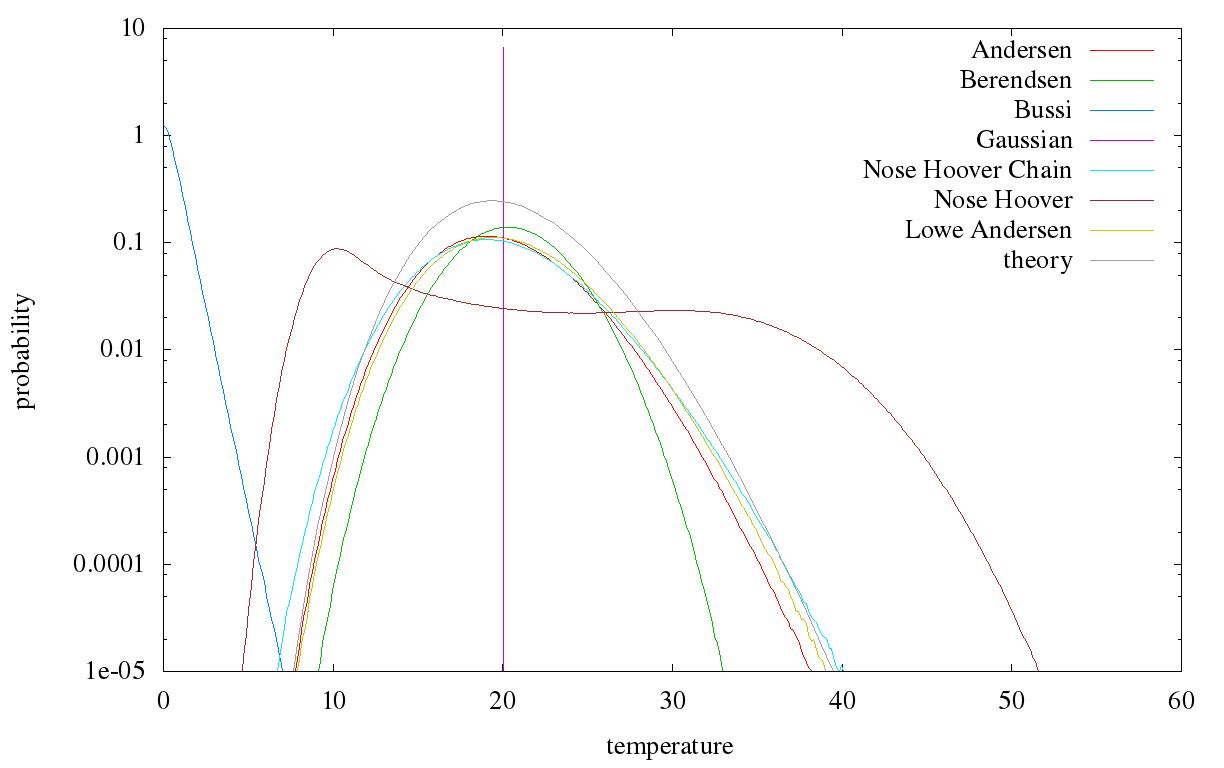 10
1
0.1
0.01
0.001
0.0001
1e-05
probability
0 10 20 30 40 50 60
temperature
Andersen
Berendsen
Bussi
Gaussian
Nose Hoover Chain
Nose Hoover
Lowe Andersen
theory